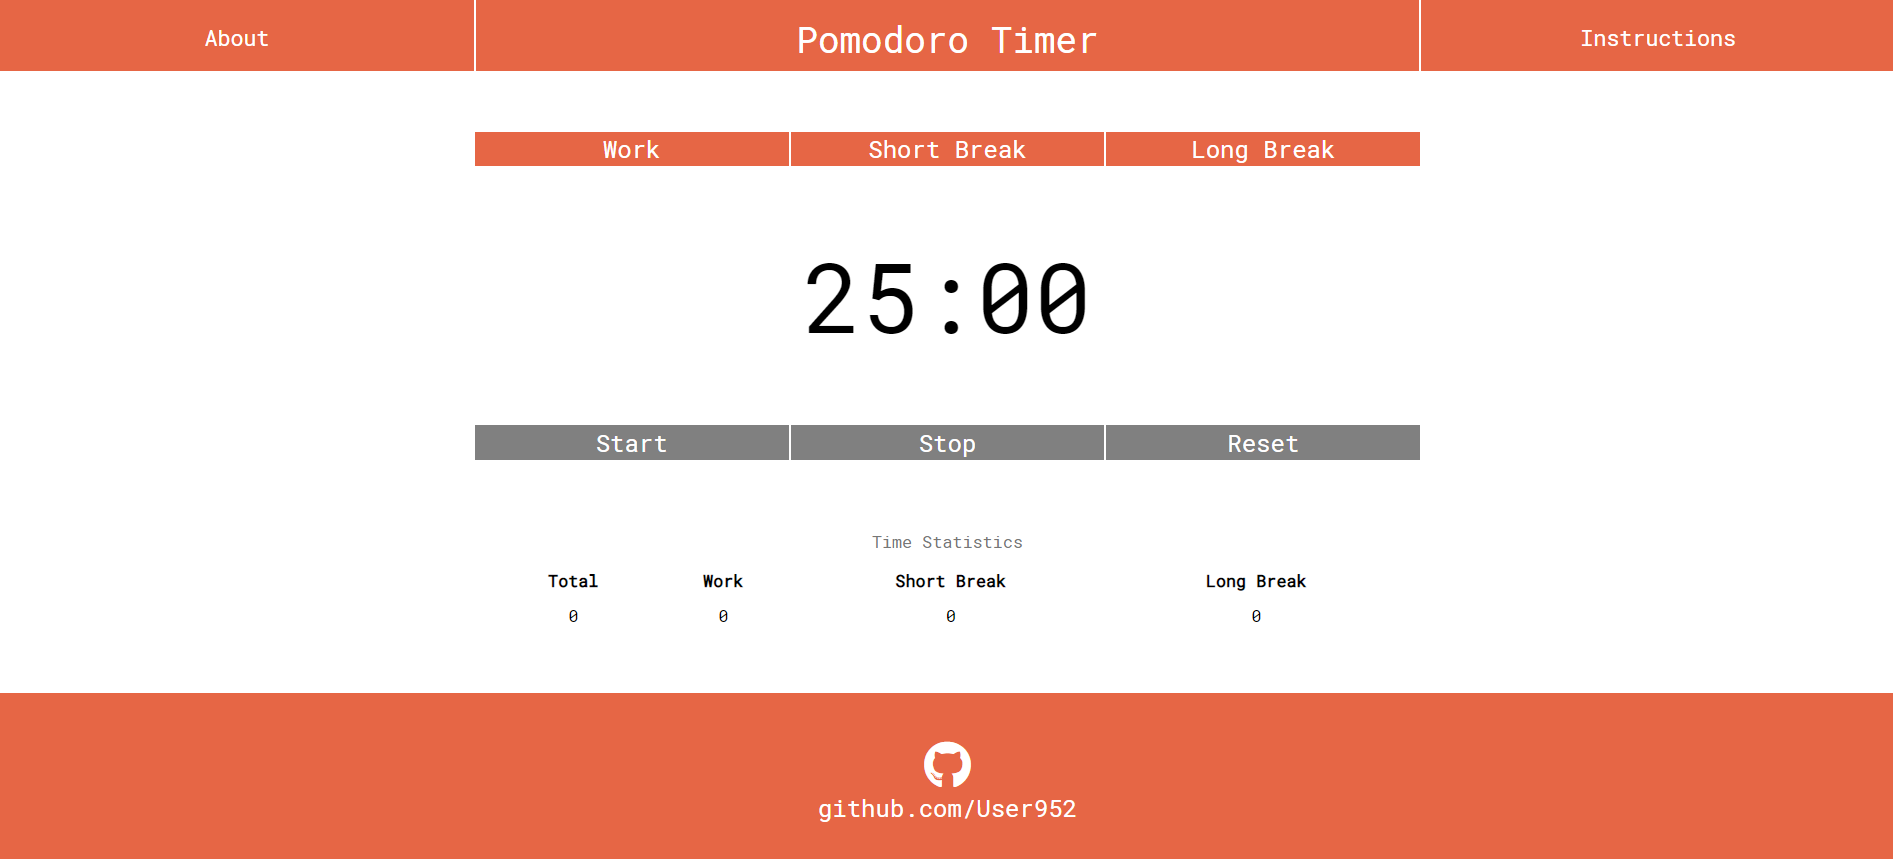 About Pomodoro Timer Instructions
Work Short Break Long Break
25:00
Start Stop Reset
Time Statistics
Total Work Short Break Long Break
0 0 0 0
github.com/User952